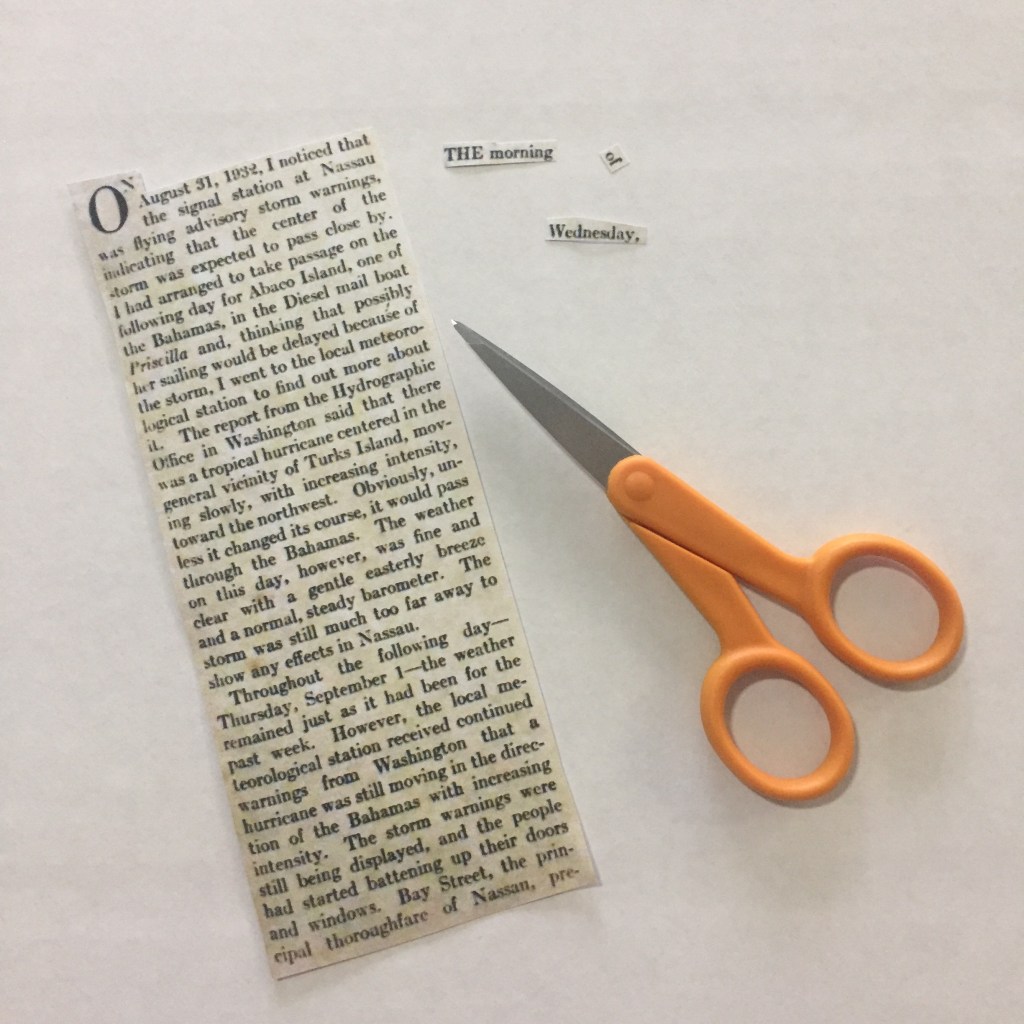 ON August 31, 1932, I noticed that
the signal station at Nassau
was flying advisory storm warnings,
indicating that the center of the
storm was expected to pass close by.
I had arranged to take passage on the
following day for Abaco Island, one of
the Bahamas, in the Diesel mail boat
Priscilla and, thinking that possibly
her sailing would be delayed because of
the storm, I went to the local meteoro-
logical station to find out more about
it. The report from the Hydrographic
Office in Washington said that there
was a tropical hurricane centered in the
general vicinity of Turks Island, mov-
ing slowly, with increasing intensity,
toward the northwest. Obviously, un-
less it changed its course, it would pass
through the Bahamas. The weather
on this day, however, was fine and
clear with a gentle easterly breeze
and a normal, steady barometer. The
storm was still much too far away to
show any effects in Nassau.
Throughout the following day—
Thursday, September 1—the weather
remained just as it had been for the
past week. However, the local me-
teorological station received continued
warnings from Washington that a
hurricane was still moving in the direc-
tion of the Bahamas with increasing
intensity. The storm warnings were
still being displayed, and the people
had started battening up their doors
and windows. Bay Street, the prin-
cipal thoroughfare of Nassau, pre-
THE morning
of
Wednesday,